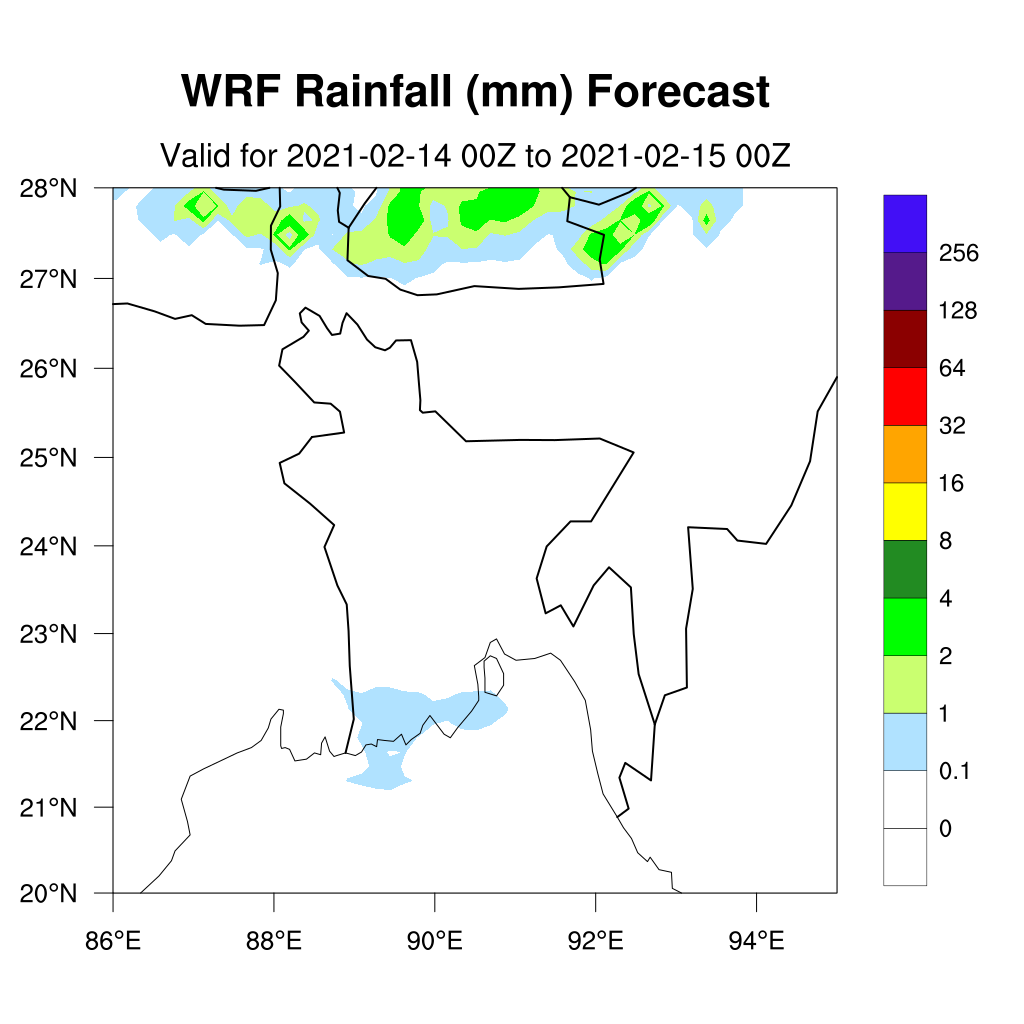 WRF Rainfall (mm) Forecast
Valid for 2021-02-14 00Z to 2021-02-15 00Z
28°N
27°N
26°N
25°N
24°N
23°N
22°N
21°N
20°N
86°E 88°E 90°E 92°E 94°E
256
128
64
32
16
8
4
2
1
0.1
0